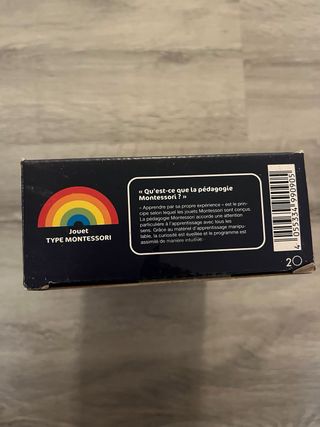 Jouet
TYPE MONTESSORI
« Qu'est-ce que la pédagogie
Montessori ? »
– Apprendre par sa propre expérience – est le prin-
cipe selon lequel les jouets Montessori sont conçus.
La pédagogie Montessori accorde une attention
particulière à l'apprentissage avec tous les
sens. Grâce au matériel d'apprentissage manipu-
lable, la curiosité est éveillée et le programme est
assimilé de manière intuitive.
4 055334 990905
20